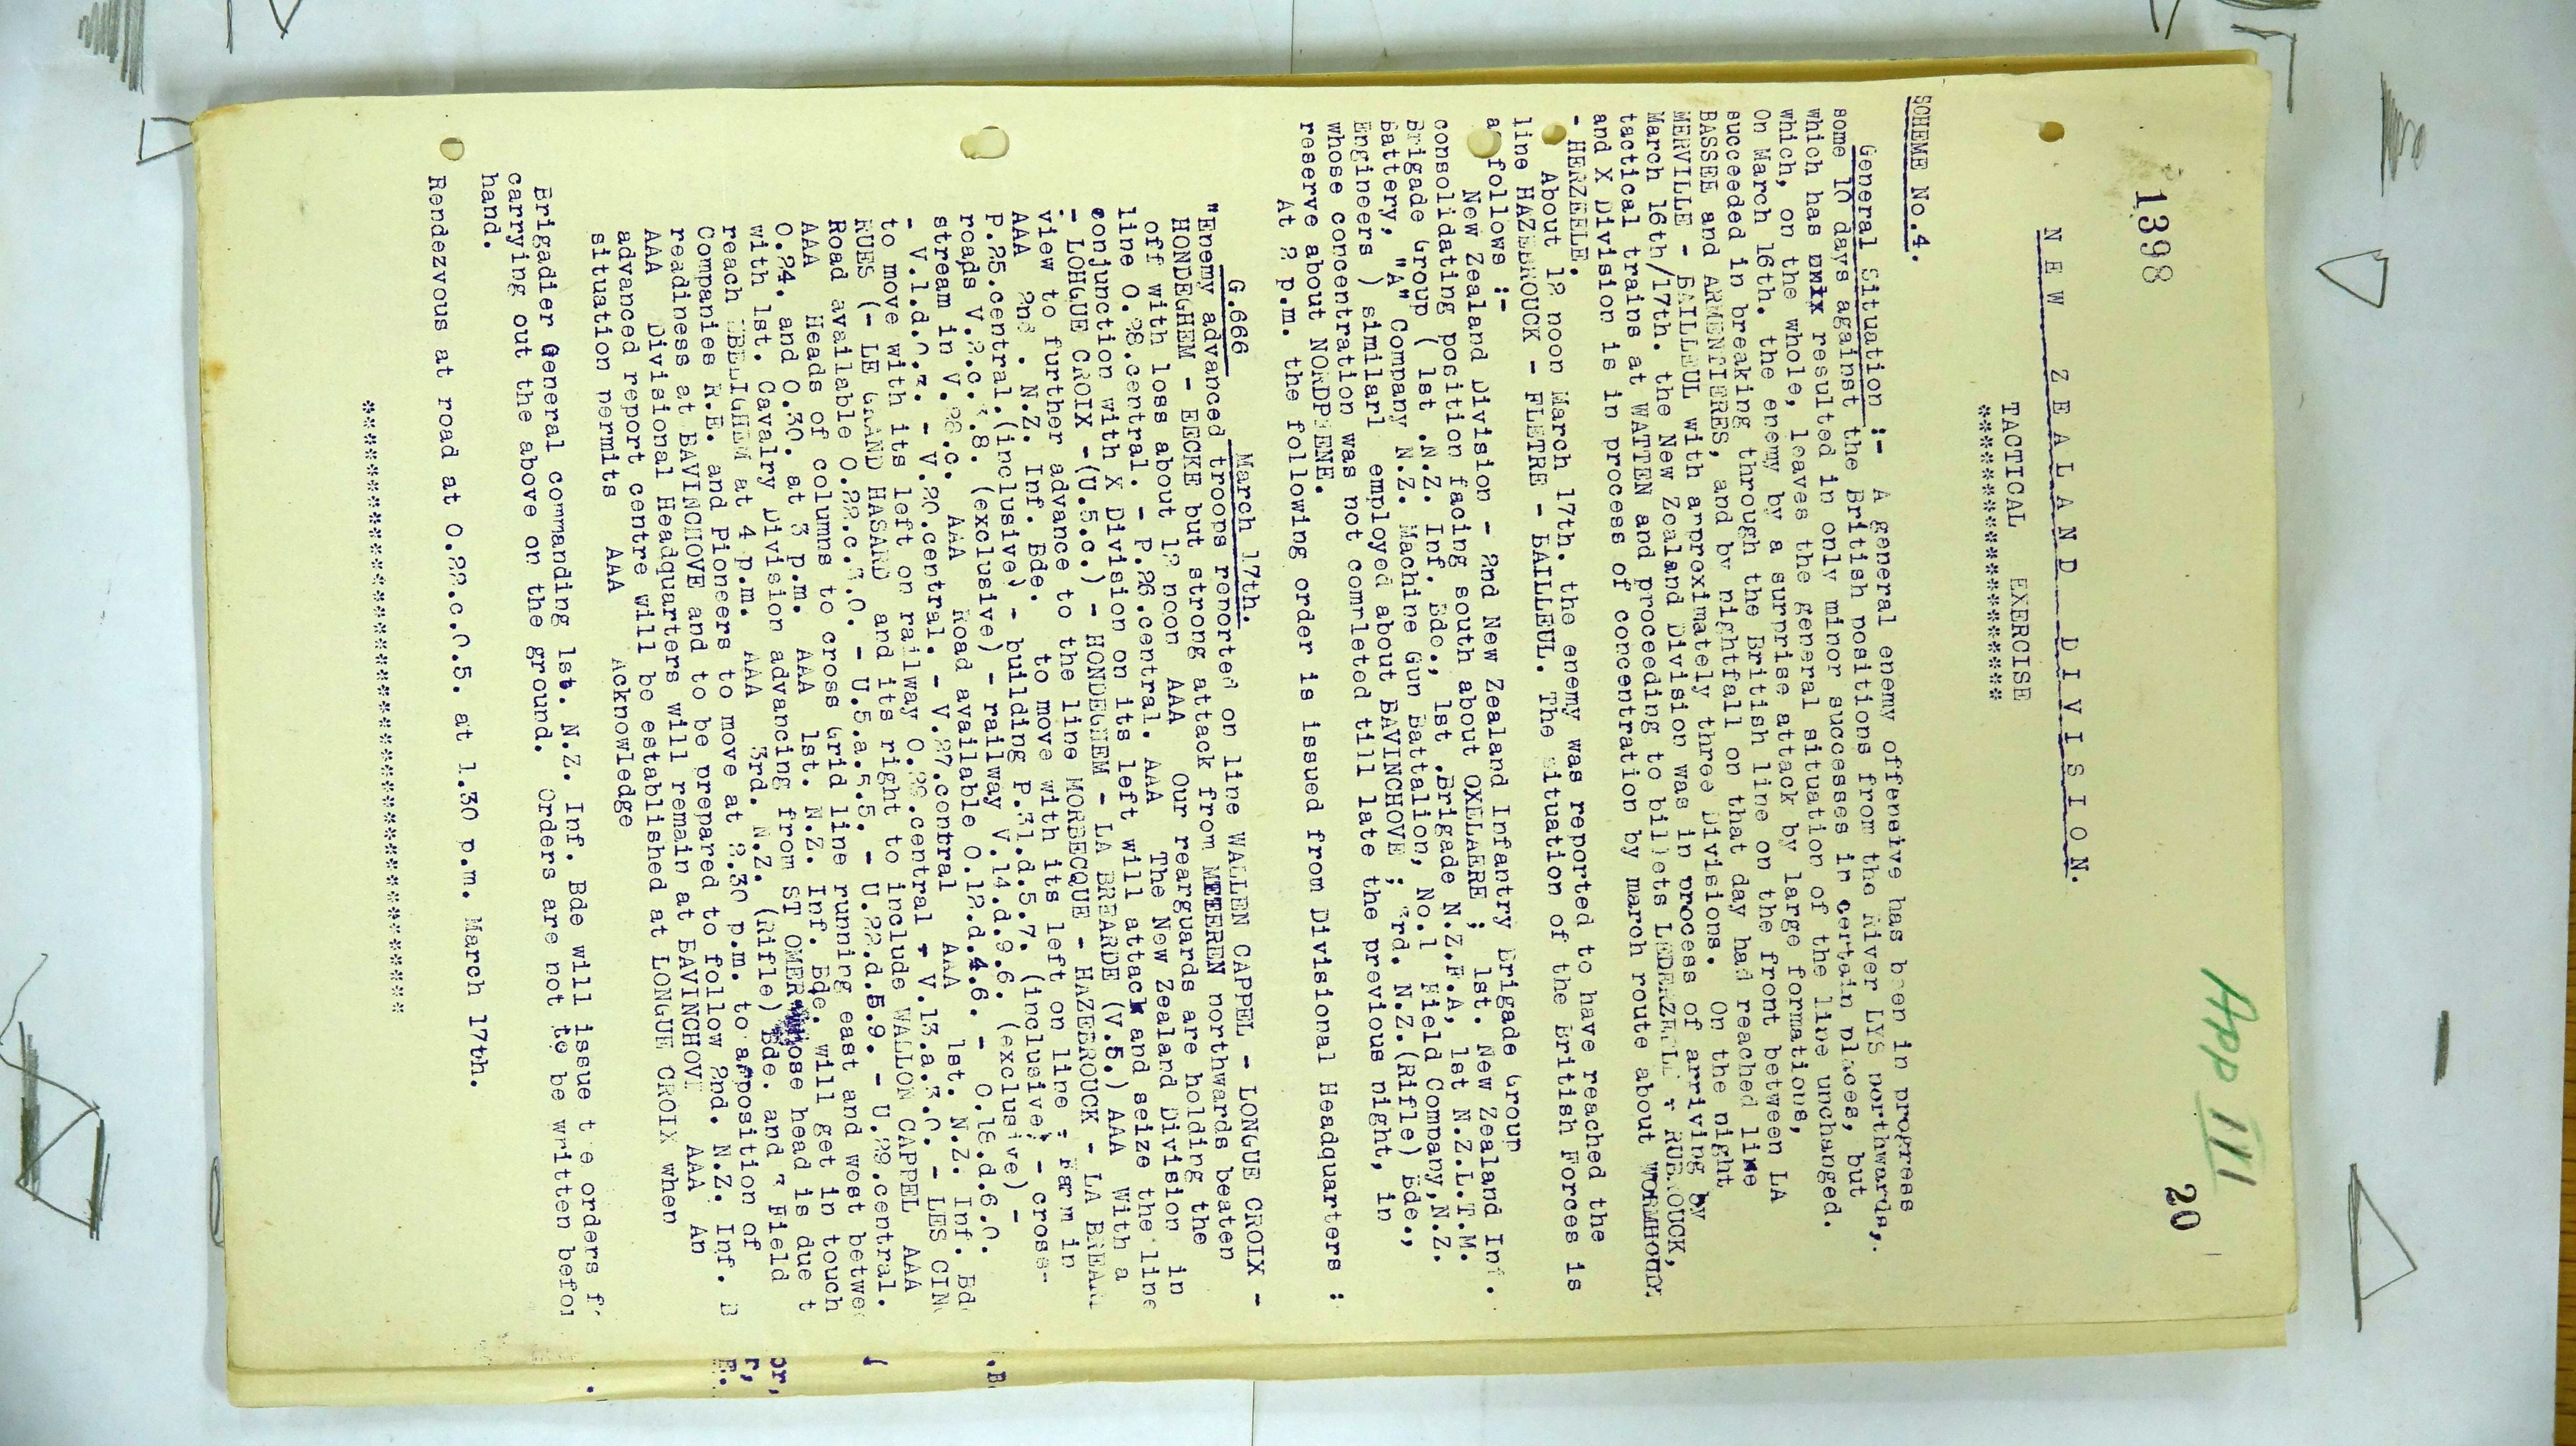 1398
App III
20
N E W   Z E A L A N D   D I V I S I O N.
TACTICAL EXERCISE
************************
SCHEME No.4.
General Situation :- A general enemy offensive has been in progress
some 10 days against the British positions from the River LYS northwards,
which has resulted in only minor successes in certain places, but
which, on the whole, leaves the general situation of the line unchanged.
On March 16th. the enemy by a surprise attack by large formations,
succeeded in breaking through the British line on the front between LA
BASSEE and ARMENTIERES, and by nightfall on that day had reached line
MERVILLE - BAILLEUL with approximately three Divisions. On the night
March 16th/17th. the New Zealand Division was in process of arriving by
tactical trains at WATTEN and proceeding to billets LEDERZEELE RUBROUCK,
and X Division is in process of concentration by march route about WORMHOUDT
- HERZEELE.
About 12 noon March 17th. the enemy was reported to have reached the
line HAZEBROUCK - FLETRE - BAILLEUL. The situation of the British Forces is
as follows :-
New Zealand Division - 2nd New Zealand Infantry Brigade Group
consolidating position facing south about OXELAERE ; 1st. New Zealand Inf.
Brigade Group ( 1st .N.Z. Inf. Bde., 1st .Brigade N.Z.F.A, 1st N.Z.L.T.M.
Battery, "A" Company N.Z. Machine Gun Battalion, No.1 Field Company,N.Z.
Engineers ) similarl employed about BAVINCHOVE ; 3rd. N.Z.(Rifle) Bde.,
whose concentration was not completed till late the previous night, in
reserve about NORDPEENE.
At 2 p.m. the following order is issued from Divisional Headquarters :
G.666 March 17th.
"Enemy advanced troops reported on line WALLEN CAPPEL - LONGUE CROIX -
HONDEGHEM - EECKE but strong attack from METEREN northwards beaten
off with loss about 12 noon AAA Our rearguards are holding the
line O.28.central. - P.26.central. AAA The New Zealand Division in
conjunction with X Division on its left will attack and seize the line
- LOHGUE CROIX -(U.5.c.) - HONDEGHEM - LA BREARDE (V.5.) AAA With a
view to further advance to the line MORBECQUE - HAZEBROUCK - LA BREAR
AAA 2nd . N.Z. Inf. Bde. to move with its left on line - Farm in
P.25.central.(inclusive) - building P.31.d.5.7. (inclusive) - cross-
roads V.2.c. .8. (exclusive) - railway V.14.d.9.6. (exclusive) -
stream in V.28.c. AAA Road available O.12.d.4.6. - O.18.d.6.0.
- V.1.d.0.3. - V.20.central. - V.27.central AAA 1st. N.Z. Inf. Bd
to move with its left on railway O.28.central - V.13.a.3.0. - LES CIN
RUES (- LE GRAND HASARD and its right to include WALLON CAPPEL AAA
Road available O.22.c.3.0. - U.5.a.5.5. - U.22.d.5.9. - U.29.central.
AAA Heads of columns to cross Grid line running east and west betwee
O.24. and O.30. at 3 p.m. AAA 1st. N.Z. Inf. Bde. will get in touch
with 1st. Cavalry Division advancing from ST OMER whose head is due t
reach EBBLIGHEM at 4 p.m. AAA 3rd. N.Z. (Rifle) Bde. and 3 Field
Companies R.E. and Pioneers to move at 2.30 p.m. to a position of
readiness at BAVINCHOVE and to be prepared to follow 2nd. N.Z. Inf. B
AAA Divisional Headquarters will remain at BAVINCHOVE AAA An
advanced report centre will be established at LONGUE CROIX when
situation permits AAA Acknowledge
Brigadier General commanding 1st. N.Z. Inf. Bde will issue t e orders f
carrying out the above on the ground. Orders are not to be written befor
hand.
Rendezvous at road at O.22.c.0.5. at 1.30 p.m. March 17th.
****************************************************